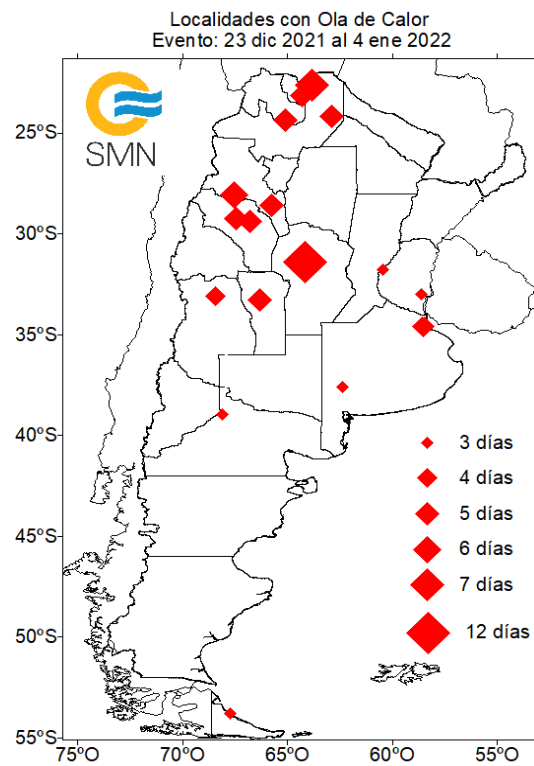 Localidades con Ola de Calor
Evento: 23 dic 2021 al 4 ene 2022
SMN
25°S
30°S
35°S
40°S
45°S
50°S
55°S
3 días
4 días
5 días
6 días
7 días
12 días
75°O
70°O
65°O
60°O
55°O